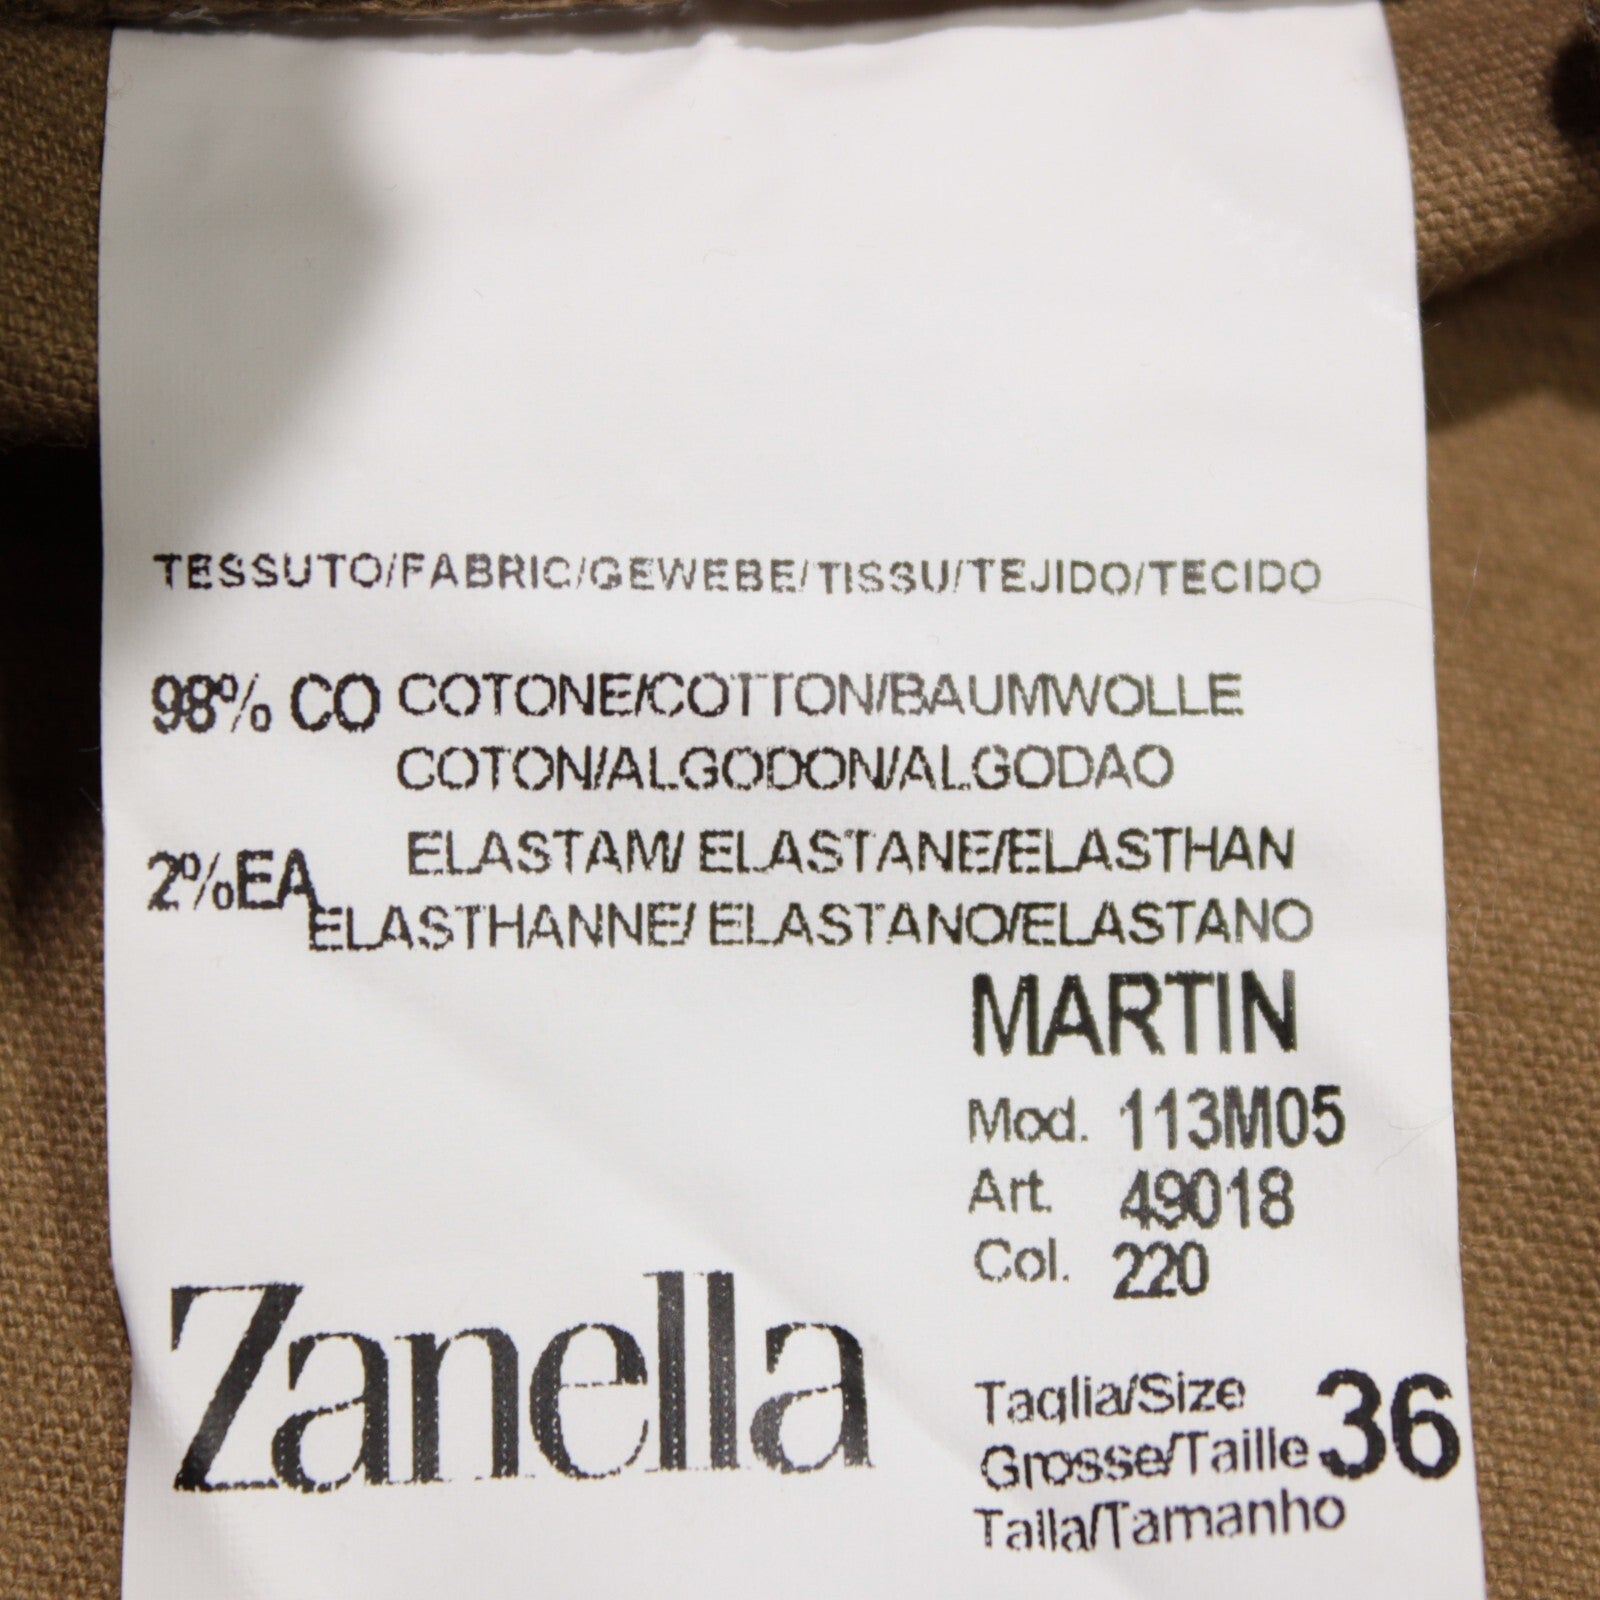 TESSUTO/FABRIC/GEWEBE/TISSU/TEJIDO/TECIDO
98% CO COTONE/COTTON/BAUMWOLLE
COTON/ALGODON/ALGODAO
2%EA ELASTAM/ ELASTANE/ELASTHAN
ELASTHANNE/ ELASTANO/ELASTANO
MARTIN
Mod. 113M05
Art. 49018
Col. 220
Zanella
Taglia/Size
Grosse/Taille 36
Talla/Tamanho